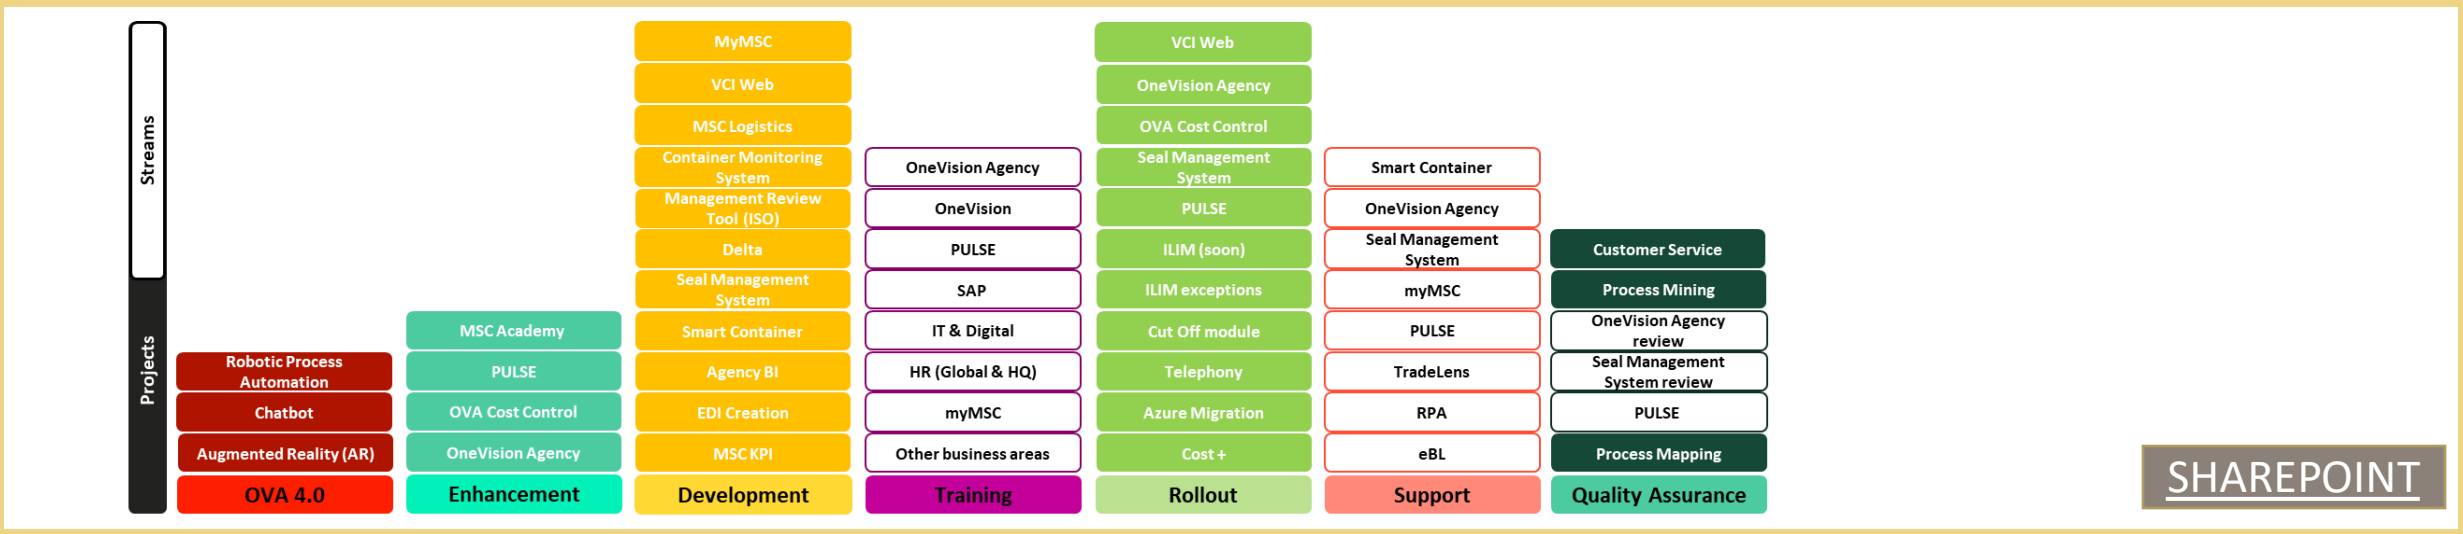 Streams
Projects
Robotic Process
Automation
Chatbot
Augmented Reality (AR)
OVA 4.0
MSC Academy
PULSE
OVA Cost Control
OneVision Agency
Enhancement
MyMSC
VCI Web
MSC Logistics
Container Monitoring
System
Management Review
Tool (ISO)
Delta
Seal Management
System
Smart Container
Agency BI
EDI Creation
MSC KPI
Development
OneVision Agency
OneVision
PULSE
SAP
IT & Digital
HR (Global & HQ)
myMSC
Other business areas
Training
VCI Web
OneVision Agency
OVA Cost Control
Seal Management
System
PULSE
ILIM (soon)
ILIM exceptions
Cut Off module
Telephony
Azure Migration
Cost +
Rollout
Smart Container
OneVision Agency
Seal Management
System
myMSC
PULSE
TradeLens
RPA
eBL
Support
Customer Service
Process Mining
OneVision Agency
review
Seal Management
System review
PULSE
Process Mapping
Quality Assurance
SHAREPOINT